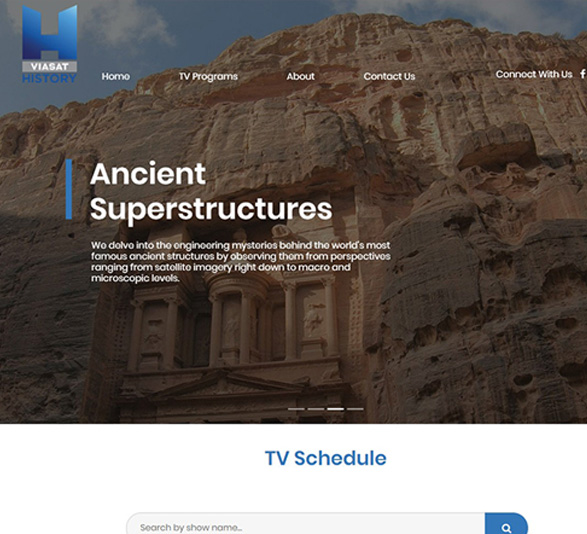 VIASAT
HISTORY
Home TV Programs About Contact Us Connect With Us f
Ancient
Superstructures
We delve into the engineering mysteries behind the world's most
famous ancient structures by observing them from perspectives
ranging from satellite imagery right down to macro and
microscopic levels.
TV Schedule
Search by show name...